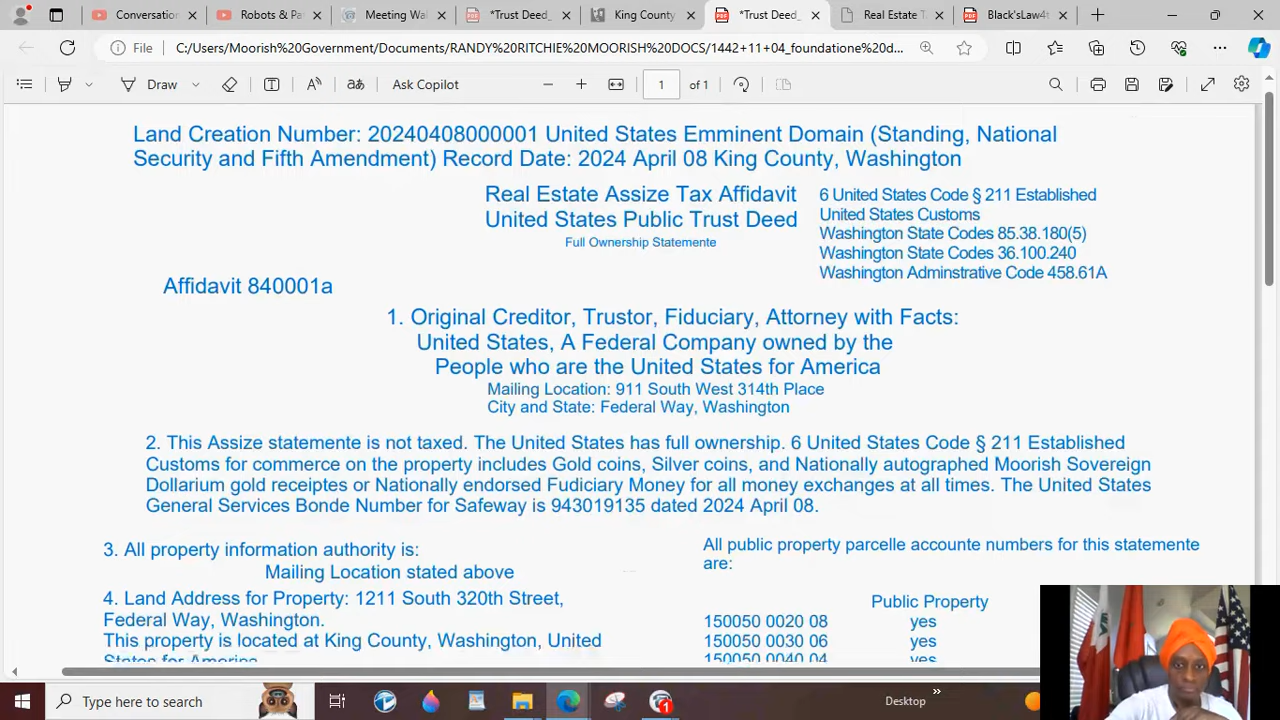 Conversation
Robots & Pa
Meeting Wa
*Trust Deed_
King County
*Trust Deed_
Real Estate T
Black'sLaw4t
File
C:/Users/Moorish%20Government/Documents/RANDY%20RITCHIE%20MOORISH%20DOCS/1442+11+04_foundatione%20d...
Draw
Ask Copilot
1 of 1
Land Creation Number: 20240408000001 United States Emminent Domain (Standing, National
Security and Fifth Amendment) Record Date: 2024 April 08 King County, Washington
Real Estate Assize Tax Affidavit
United States Public Trust Deed
Full Ownership Statemente
6 United States Code § 211 Established
United States Customs
Washington State Codes 85.38.180(5)
Washington State Codes 36.100.240
Washington Adminstrative Code 458.61A
Affidavit 840001a
1. Original Creditor, Trustor, Fiduciary, Attorney with Facts:
United States, A Federal Company owned by the
People who are the United States for America
Mailing Location: 911 South West 314th Place
City and State: Federal Way, Washington
2. This Assize statemente is not taxed. The United States has full ownership. 6 United States Code § 211 Established
Customs for commerce on the property includes Gold coins, Silver coins, and Nationally autographed Moorish Sovereign
Dollarium gold receiptes or Nationally endorsed Fudiciary Money for all money exchanges at all times. The United States
General Services Bonde Number for Safeway is 943019135 dated 2024 April 08.
3. All property information authority is:
Mailing Location stated above
4. Land Address for Property: 1211 South 320th Street,
Federal Way, Washington.
This property is located at King County, Washington, United
States for America
All public property parcelle accounte numbers for this statemente
are:
Public Property
150050 0020 08 yes
150050 0030 06 yes
150050 0040 04 yes
Type here to search
1
Desktop